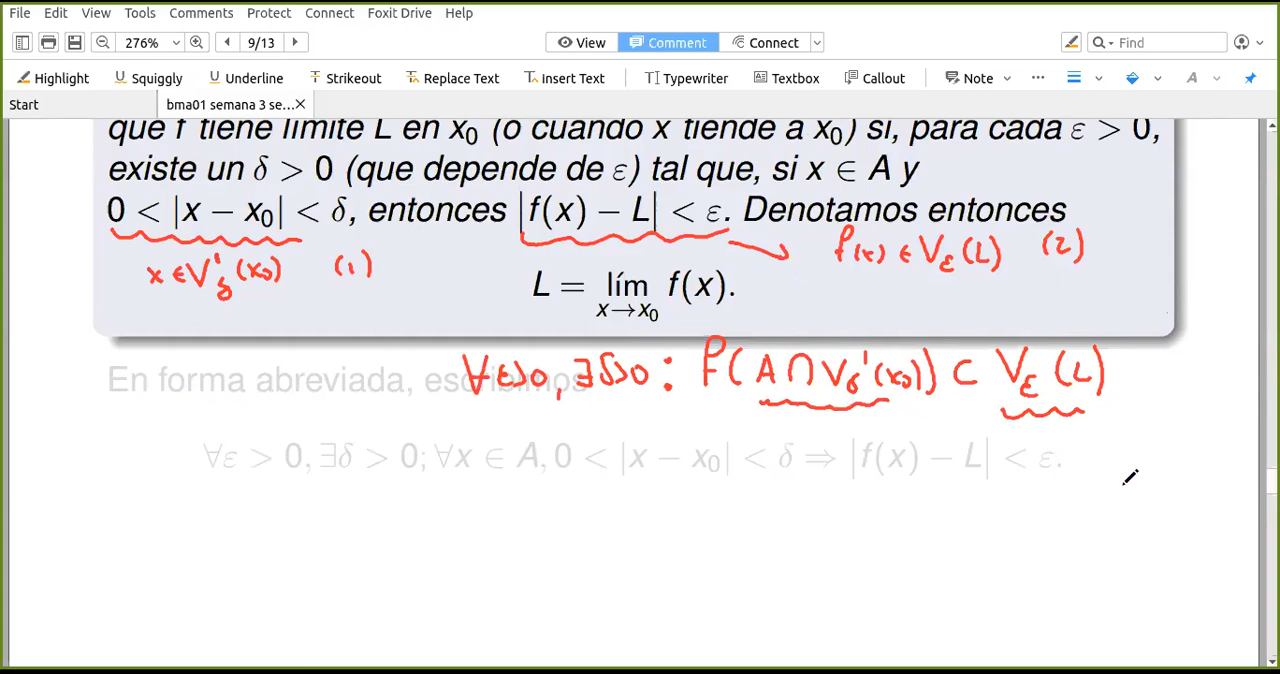 File Edit View Tools Comments Protect Connect Foxit Drive Help
276% 9/13 View Comment Connect Find
Highlight Squiggly Underline Strikeout Replace Text Insert Text Typewriter Textbox Callout Note ... A
Start bma01 semana 3 se... ×
que f tiene límite L en x₀ (o cuando x tiende a x₀) si, para cada ε > 0,
existe un δ > 0 (que depende de ε) tal que, si x ∈ A y
0 < |x − x₀| < δ, entonces |f(x) − L| < ε. Denotamos entonces
x ∈ V'δ(x₀) (1) f(x) ∈ Vε(L) (2)
L = lím f(x).
x→x₀
∀ε>0, ∃δ>0 : f(A ∩ V'δ(x₀)) ⊂ Vε(L)
En forma abreviada, escribimos
∀ε > 0, ∃δ > 0; ∀x ∈ A, 0 < |x − x₀| < δ ⇒ |f(x) − L| < ε.